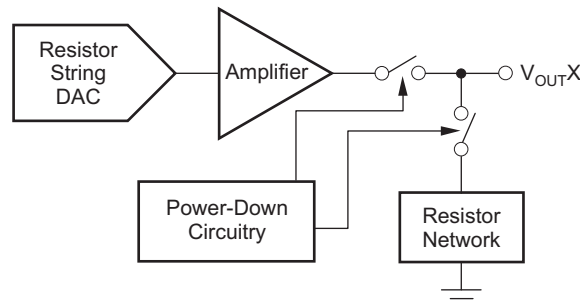 Resistor
String
DAC
Amplifier
VOUTX
Power-Down
Circuitry
Resistor
Network